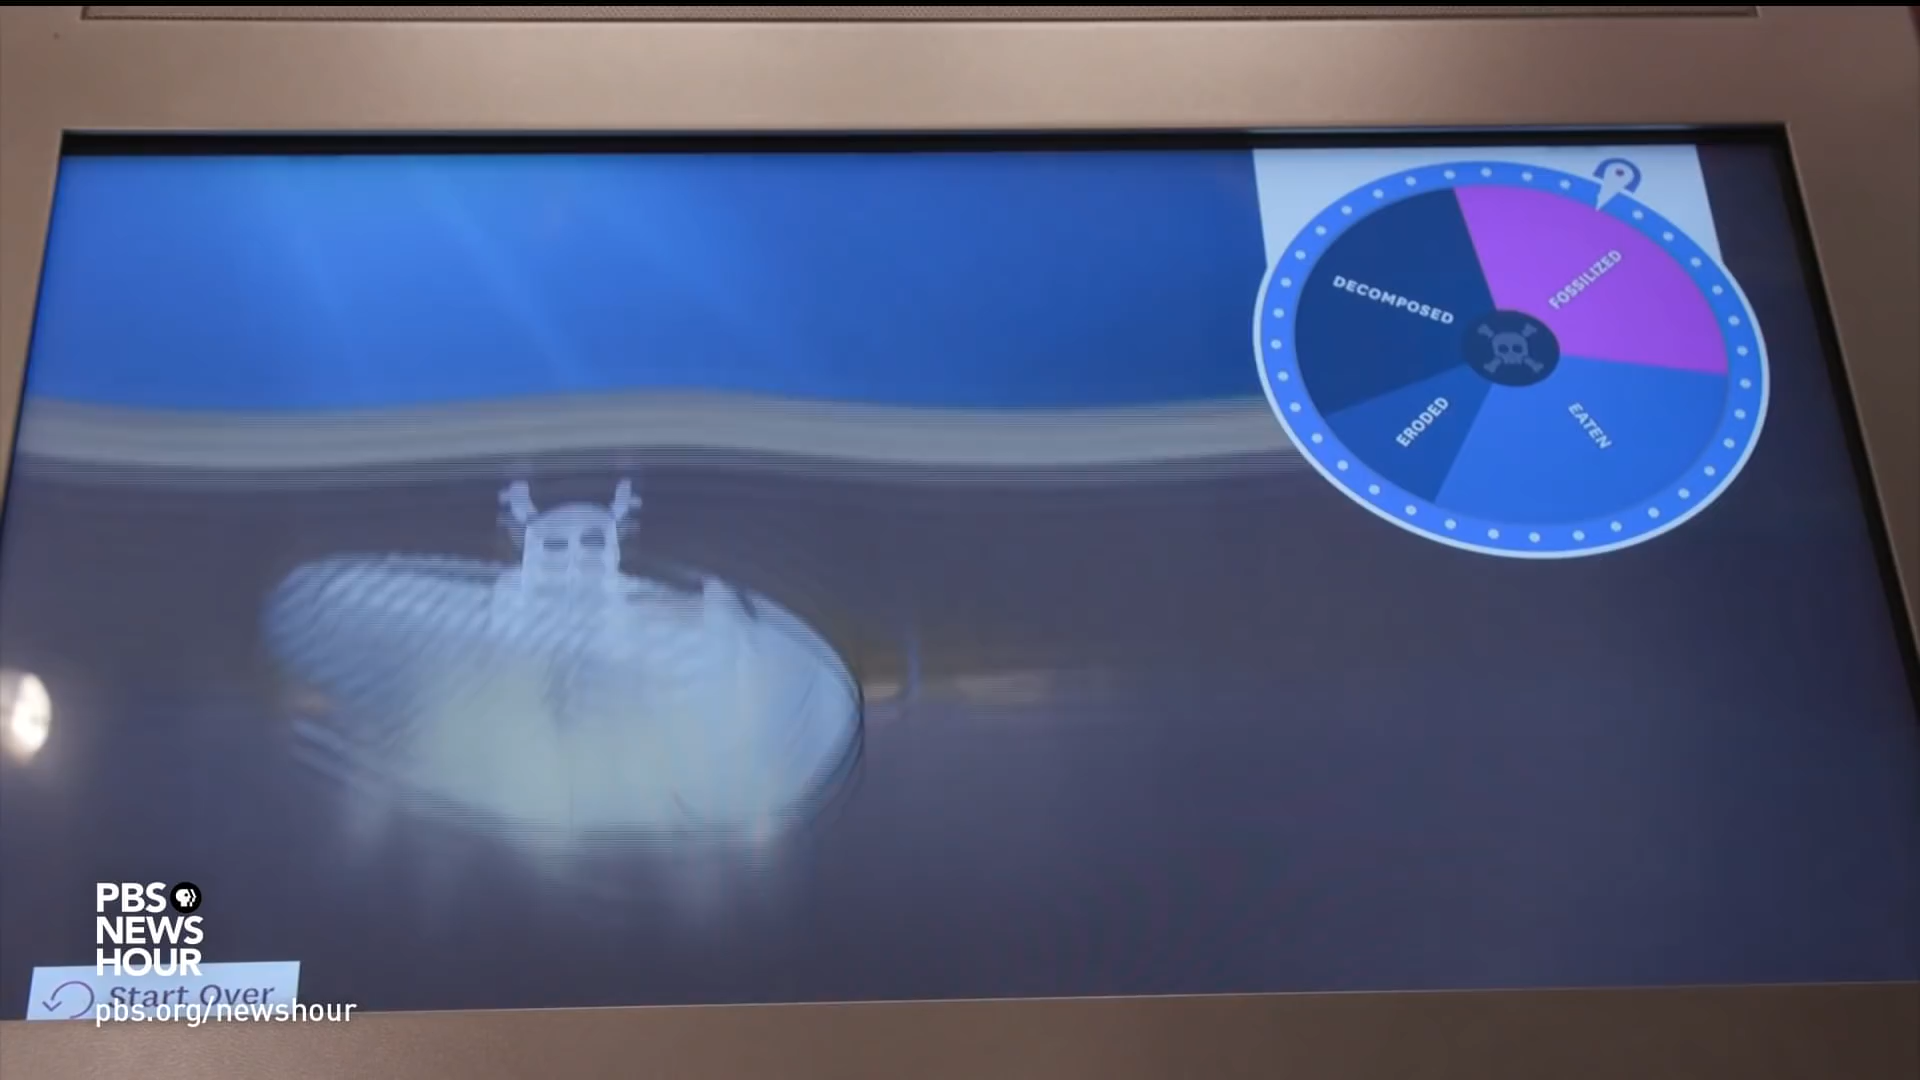 DECOMPOSED
FOSSILIZED
ERODED
EATEN
PBS
NEWS
HOUR
Start Over
pbs.org/newshour